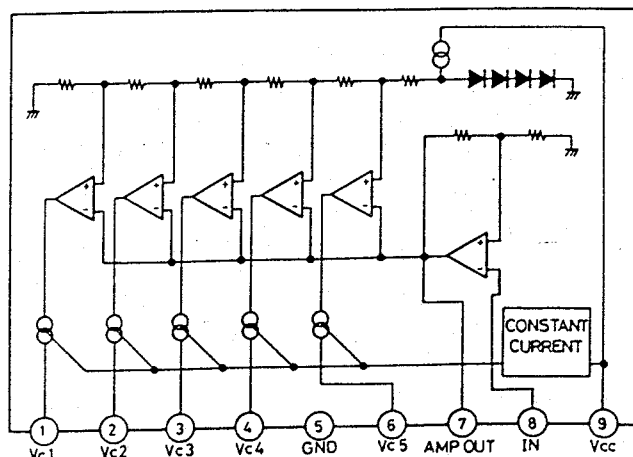 + + + + +
- - - - -
+
-
CONSTANT
CURRENT
1 2 3 4 5 6 7 8 9
Vc1 Vc2 Vc3 Vc4 GND Vc5 AMP OUT IN Vcc